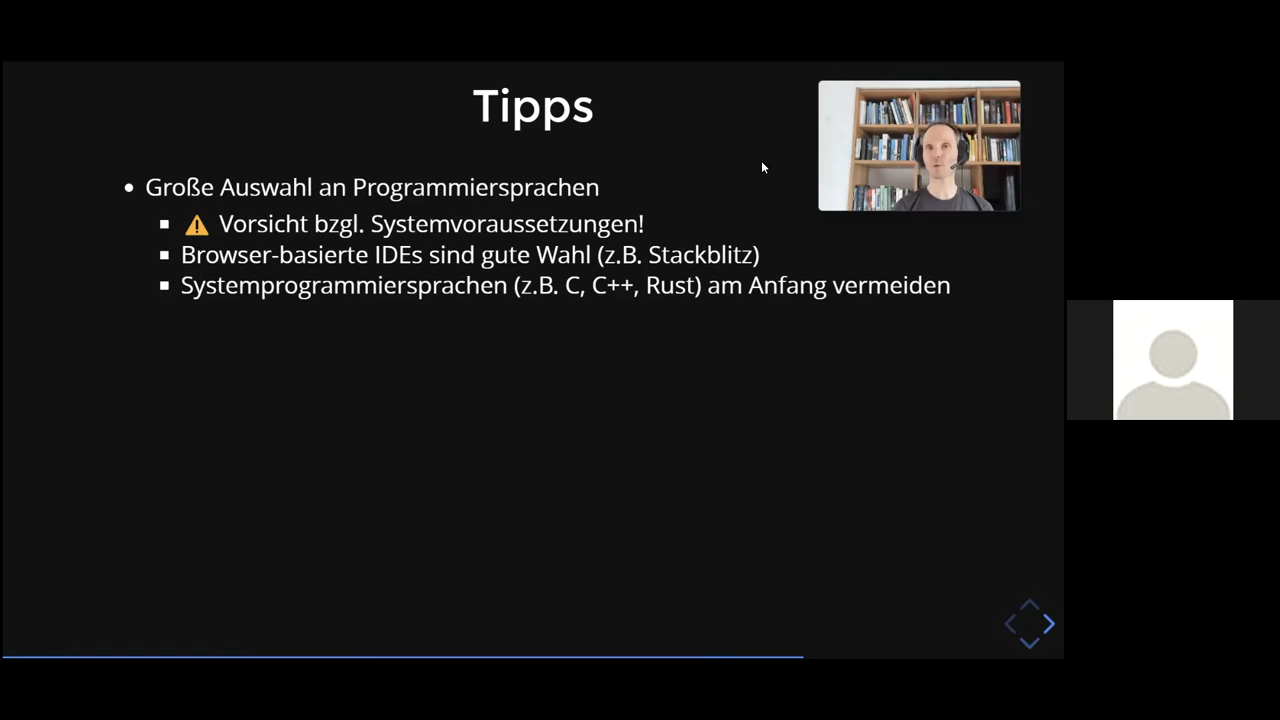 Tipps
Große Auswahl an Programmiersprachen
Vorsicht bzgl. Systemvoraussetzungen!
Browser-basierte IDEs sind gute Wahl (z.B. Stackblitz)
Systemprogrammiersprachen (z.B. C, C++, Rust) am Anfang vermeiden